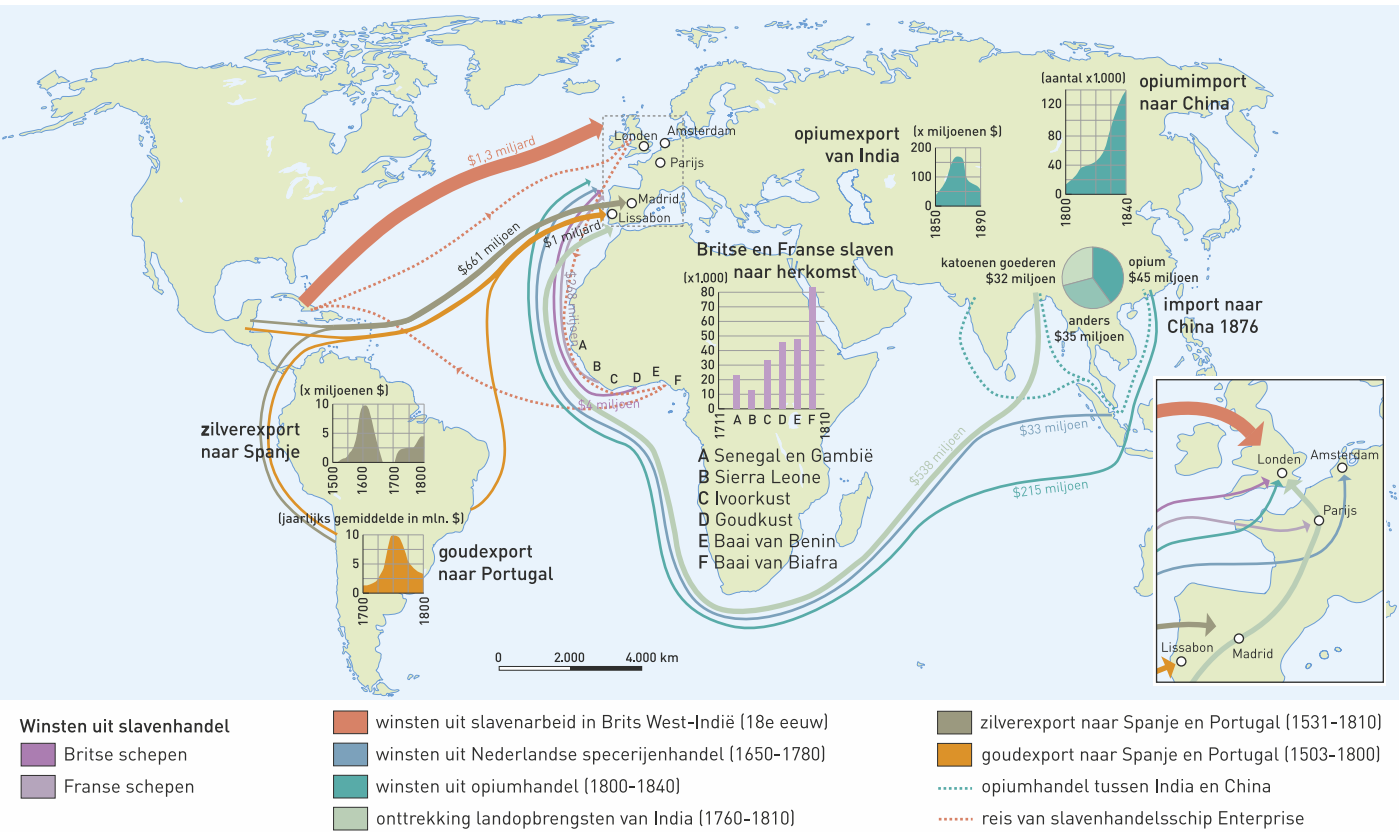 opiumimport
naar China
(aantal x1,000)
120
80
40
0
1800
1840
opiumexport
van India
(x miljoenen $)
200
100
0
1850
1890
Londen
Amsterdam
Parijs
Madrid
Lissabon
$1,3 miljard
$661 miljoen
$1 miljard
Britse en Franse slaven
naar herkomst
(x1,000)
80
70
60
50
40
30
20
10
0
A B C D E F
1711
1810
A Senegal en Gambië
B Sierra Leone
C Ivoorkust
D Goudkust
E Baai van Benin
F Baai van Biafra
katoenen goederen
$32 miljoen
opium
$45 miljoen
anders
$35 miljoen
import naar
China 1876
A
B
C
D
E
F
$4 miljoen
$538 miljoen
$33 miljoen
$215 miljoen
zilverexport
naar Spanje
(x miljoenen $)
10
5
0
1500
1600
1700
1800
(jaarlijks gemiddelde in mln. $)
10
5
0
1700
1800
goudexport
naar Portugal
0 2.000 4.000 km
Londen
Amsterdam
Parijs
Lissabon
Madrid
Winsten uit slavenhandel
Britse schepen
Franse schepen
winsten uit slavenarbeid in Brits West-Indië (18e eeuw)
winsten uit Nederlandse specerijenhandel (1650-1780)
winsten uit opiumhandel (1800-1840)
onttrekking landopbrengsten van India (1760-1810)
zilverexport naar Spanje en Portugal (1531-1810)
goudexport naar Spanje en Portugal (1503-1800)
opiumhandel tussen India en China
reis van slavenhandelsschip Enterprise